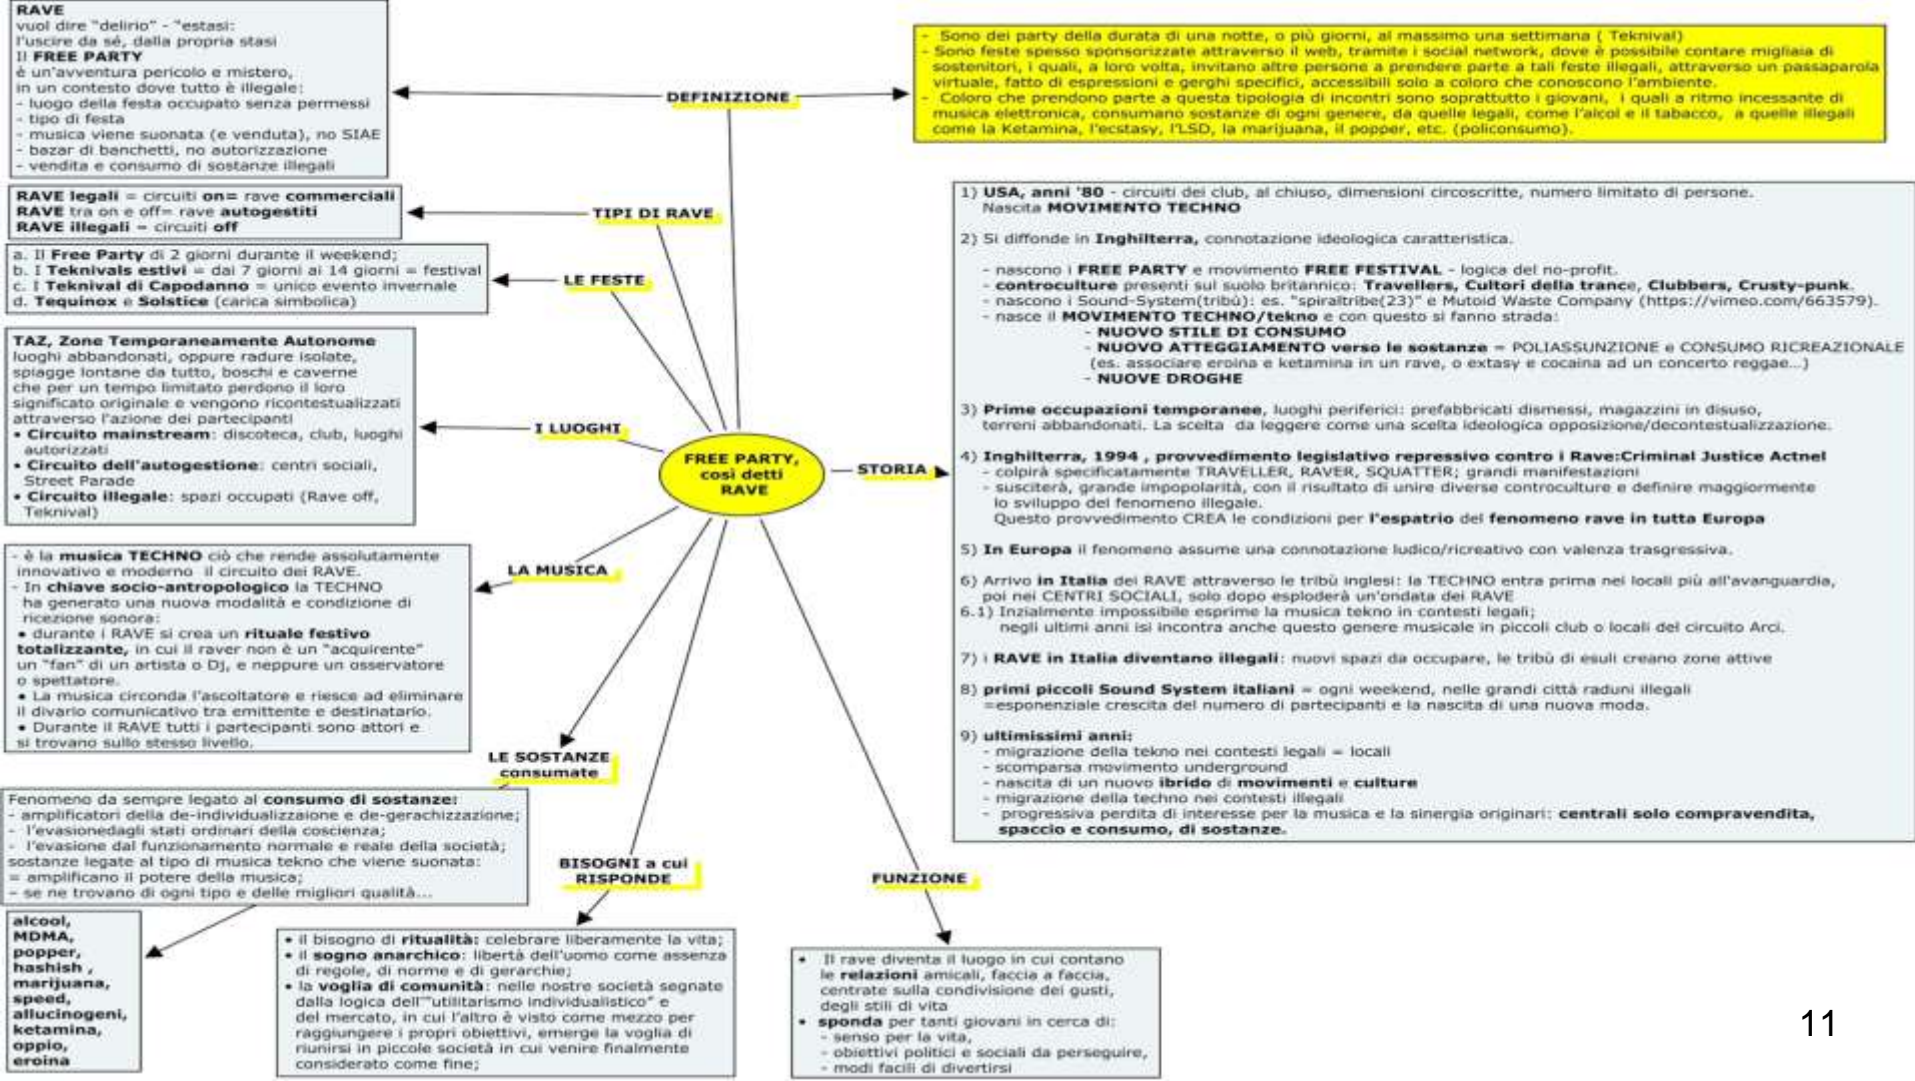 RAVE
vuol dire “delirio” - “estasi:
l'uscire da sé, dalla propria stasi
Il FREE PARTY
è un'avventura pericolo e mistero,
in un contesto dove tutto è illegale:
- luogo della festa occupato senza permessi
- tipo di festa
- musica viene suonata (e venduta), no SIAE
- bazar di banchetti, no autorizzazione
- vendita e consumo di sostanze illegali
DEFINIZIONE
- Sono dei party della durata di una notte, o più giorni, al massimo una settimana ( Teknival)
- Sono feste spesso sponsorizzate attraverso il web, tramite i social network, dove è possibile contare migliaia di
sostenitori, i quali, a loro volta, invitano altre persone a prendere parte a tali feste illegali, attraverso un passaparola
virtuale, fatto di espressioni e gerghi specifici, accessibili solo a coloro che conoscono l'ambiente.
- Coloro che prendono parte a questa tipologia di incontri sono soprattutto i giovani, i quali a ritmo incessante di
musica elettronica, consumano sostanze di ogni genere, da quelle legali, come l'alcol e il tabacco, a quelle illegali
come la Ketamina, l'ecstasy, l'LSD, la marijuana, il popper, etc. (policonsumo).
RAVE legali = circuiti on= rave commerciali
RAVE tra on e off= rave autogestiti
RAVE illegali = circuiti off
TIPI DI RAVE
a. Il Free Party di 2 giorni durante il weekend;
b. I Teknivals estivi = dai 7 giorni ai 14 giorni = festival
c. I Teknival di Capodanno = unico evento invernale
d. Tequinox e Solstice (carica simbolica)
LE FESTE
TAZ, Zone Temporaneamente Autonome
luoghi abbandonati, oppure radure isolate,
spiagge lontane da tutto, boschi e caverne
che per un tempo limitato perdono il loro
significato originale e vengono ricontestualizzati
attraverso l'azione dei partecipanti
• Circuito mainstream: discoteca, club, luoghi
autorizzati
• Circuito dell'autogestione: centri sociali,
Street Parade
• Circuito illegale: spazi occupati (Rave off,
Teknival)
I LUOGHI
FREE PARTY,
così detti
RAVE
STORIA
1) USA, anni '80 - circuiti dei club, al chiuso, dimensioni circoscritte, numero limitato di persone.
Nascita MOVIMENTO TECHNO
2) Si diffonde in Inghilterra, connotazione ideologica caratteristica.
- nascono i FREE PARTY e movimento FREE FESTIVAL - logica del no-profit.
- controculture presenti sul suolo britannico: Travellers, Cultori della trance, Clubbers, Crusty-punk.
- nascono i Sound-System(tribù): es. "spiraltribe(23)" e Mutoid Waste Company (https://vimeo.com/663579).
- nasce il MOVIMENTO TECHNO/tekno e con questo si fanno strada:
- NUOVO STILE DI CONSUMO
- NUOVO ATTEGGIAMENTO verso le sostanze = POLIASSUNZIONE e CONSUMO RICREAZIONALE
(es. associare eroina e ketamina in un rave, o extasy e cocaina ad un concerto reggae...)
- NUOVE DROGHE
3) Prime occupazioni temporanee, luoghi periferici: prefabbricati dismessi, magazzini in disuso,
terreni abbandonati. La scelta da leggere come una scelta ideologica opposizione/decontestualizzazione.
4) Inghilterra, 1994 , provvedimento legislativo repressivo contro i Rave:Criminal Justice Actnel
- colpirà specificatamente TRAVELLER, RAVER, SQUATTER; grandi manifestazioni
- susciterà, grande impopolarità, con il risultato di unire diverse controculture e definire maggiormente
lo sviluppo del fenomeno illegale.
Questo provvedimento CREA le condizioni per l'espatrio del fenomeno rave in tutta Europa
5) In Europa il fenomeno assume una connotazione ludico/ricreativo con valenza trasgressiva.
6) Arrivo in Italia dei RAVE attraverso le tribù inglesi: la TECHNO entra prima nei locali più all'avanguardia,
poi nei CENTRI SOCIALI, solo dopo esploderà un'ondata dei RAVE
6.1) Inzialmente impossibile esprime la musica tekno in contesti legali;
negli ultimi anni isi incontra anche questo genere musicale in piccoli club o locali del circuito Arci.
7) i RAVE in Italia diventano illegali: nuovi spazi da occupare, le tribù di esuli creano zone attive
8) primi piccoli Sound System italiani = ogni weekend, nelle grandi città raduni illegali
=esponenziale crescita del numero di partecipanti e la nascita di una nuova moda.
9) ultimissimi anni:
- migrazione della tekno nei contesti legali = locali
- scomparsa movimento underground
- nascita di un nuovo ibrido di movimenti e culture
- migrazione della techno nei contesti illegali
- progressiva perdita di interesse per la musica e la sinergia originari: centrali solo compravendita,
spaccio e consumo, di sostanze.
- è la musica TECHNO ciò che rende assolutamente
innovativo e moderno il circuito dei RAVE.
- In chiave socio-antropologico la TECHNO
ha generato una nuova modalità e condizione di
ricezione sonora:
• durante i RAVE si crea un rituale festivo
totalizzante, in cui il raver non è un "acquirente"
un "fan" di un artista o Dj, e neppure un osservatore
o spettatore.
• La musica circonda l'ascoltatore e riesce ad eliminare
il divario comunicativo tra emittente e destinatario.
• Durante il RAVE tutti i partecipanti sono attori e
si trovano sullo stesso livello.
LA MUSICA
LE SOSTANZE
consumate
Fenomeno da sempre legato al consumo di sostanze:
- amplificatori della de-individualizzaione e de-gerachizzazione;
- l'evasionedagli stati ordinari della coscienza;
- l'evasione dal funzionamento normale e reale della società;
sostanze legate al tipo di musica tekno che viene suonata:
= amplificano il potere della musica;
– se ne trovano di ogni tipo e delle migliori qualità...
alcool,
MDMA,
popper,
hashish ,
marijuana,
speed,
allucinogeni,
ketamina,
oppio,
eroina
BISOGNI a cui
RISPONDE
• il bisogno di ritualità: celebrare liberamente la vita;
• il sogno anarchico: libertà dell'uomo come assenza
di regole, di norme e di gerarchie;
• la voglia di comunità: nelle nostre società segnate
dalla logica dell'"utilitarismo individualistico" e
del mercato, in cui l'altro è visto come mezzo per
raggiungere i propri obiettivi, emerge la voglia di
riunirsi in piccole società in cui venire finalmente
considerato come fine;
FUNZIONE
• Il rave diventa il luogo in cui contano
le relazioni amicali, faccia a faccia,
centrate sulla condivisione dei gusti,
degli stili di vita
• sponda per tanti giovani in cerca di:
- senso per la vita,
- obiettivi politici e sociali da perseguire,
- modi facili di divertirsi
11